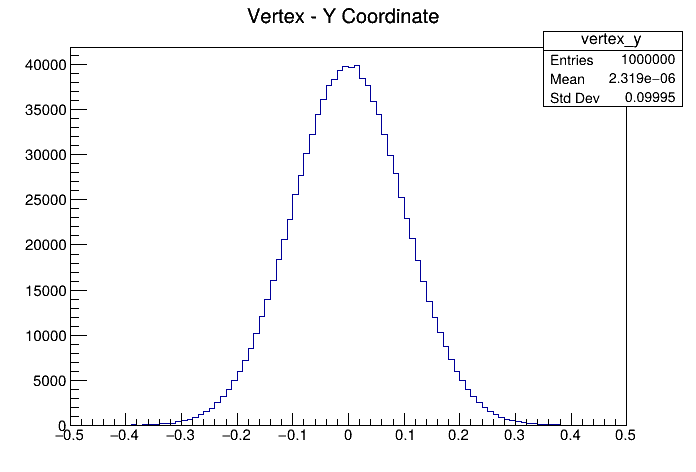 Vertex - Y Coordinate
vertex_y
Entries 1000000
Mean 2.319e−06
Std Dev 0.09995
40000
35000
30000
25000
20000
15000
10000
5000
0
−0.5 −0.4 −0.3 −0.2 −0.1 0 0.1 0.2 0.3 0.4 0.5